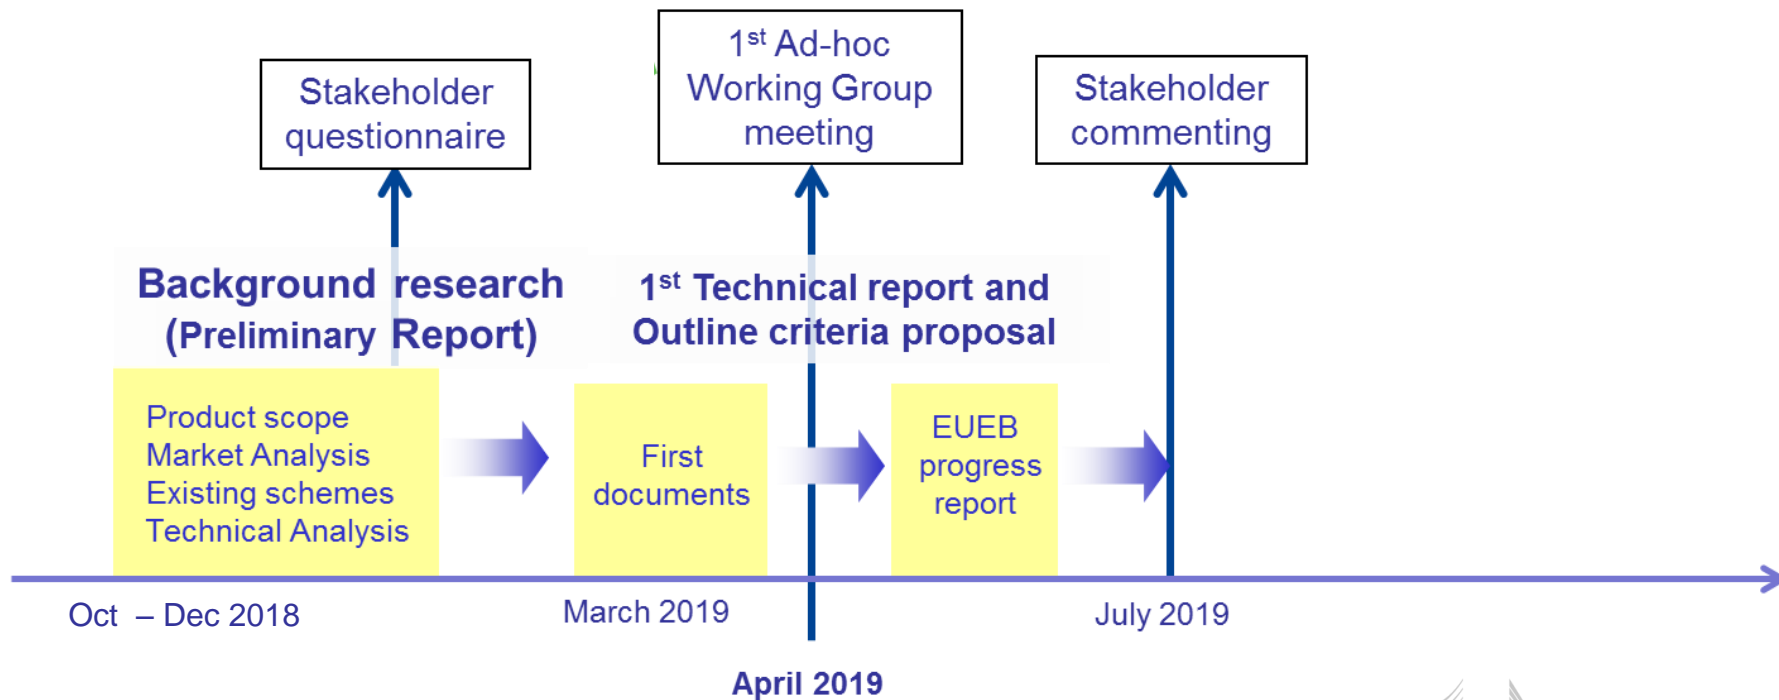 Stakeholder
questionnaire
1st Ad-hoc
Working Group
meeting
Stakeholder
commenting
Background research
(Preliminary Report)
1st Technical report and
Outline criteria proposal
Product scope
Market Analysis
Existing schemes
Technical Analysis
First
documents
EUEB
progress
report
Oct – Dec 2018
March 2019
July 2019
April 2019